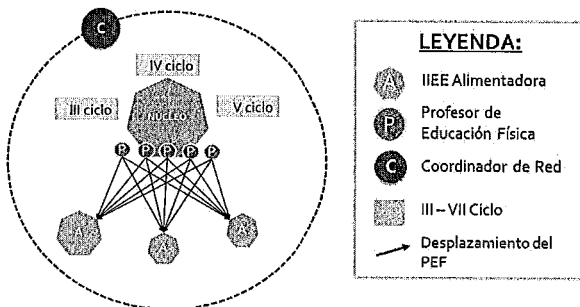 C
IV ciclo
III ciclo
V ciclo
NÚCLEO
P P P P P
A A A
LEYENDA:
A IIEE Alimentadora
P Profesor de
Educación Física
C Coordinador de Red
III – VII Ciclo
Desplazamiento del
PEF